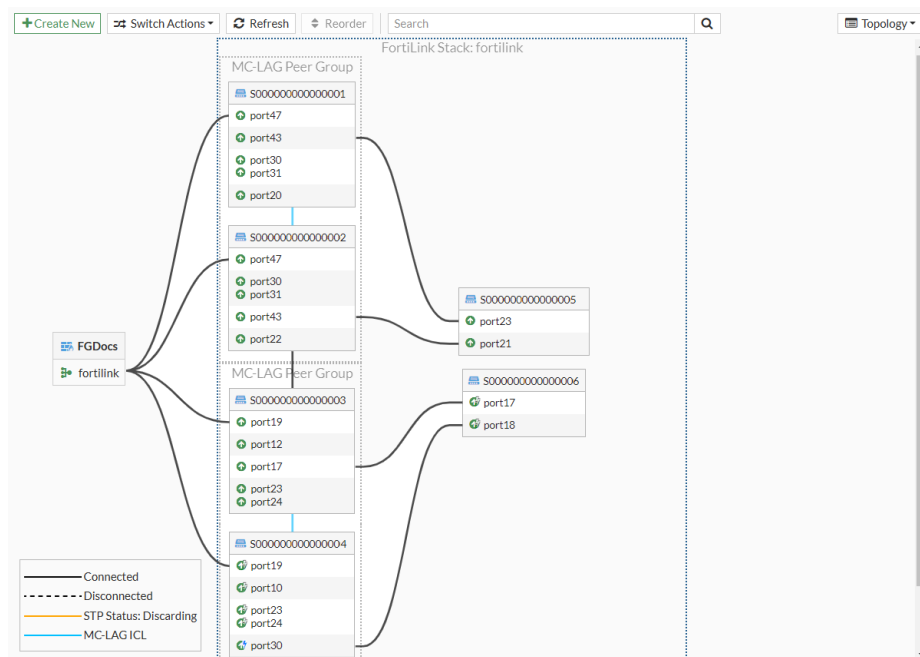 Create New Switch Actions Refresh Reorder Search Topology
FortiLink Stack: fortilink
MC-LAG Peer Group
S000000000000001
port47
port43
port30
port31
port20
S000000000000002
port47
port30
port31
port43
port22
MC-LAG Peer Group
S000000000000003
port19
port12
port17
port23
port24
S000000000000004
port19
port10
port23
port24
port30
FGDocs
fortilink
S000000000000005
port23
port21
S000000000000006
port17
port18
Connected
Disconnected
STP Status: Discarding
MC-LAG ICL